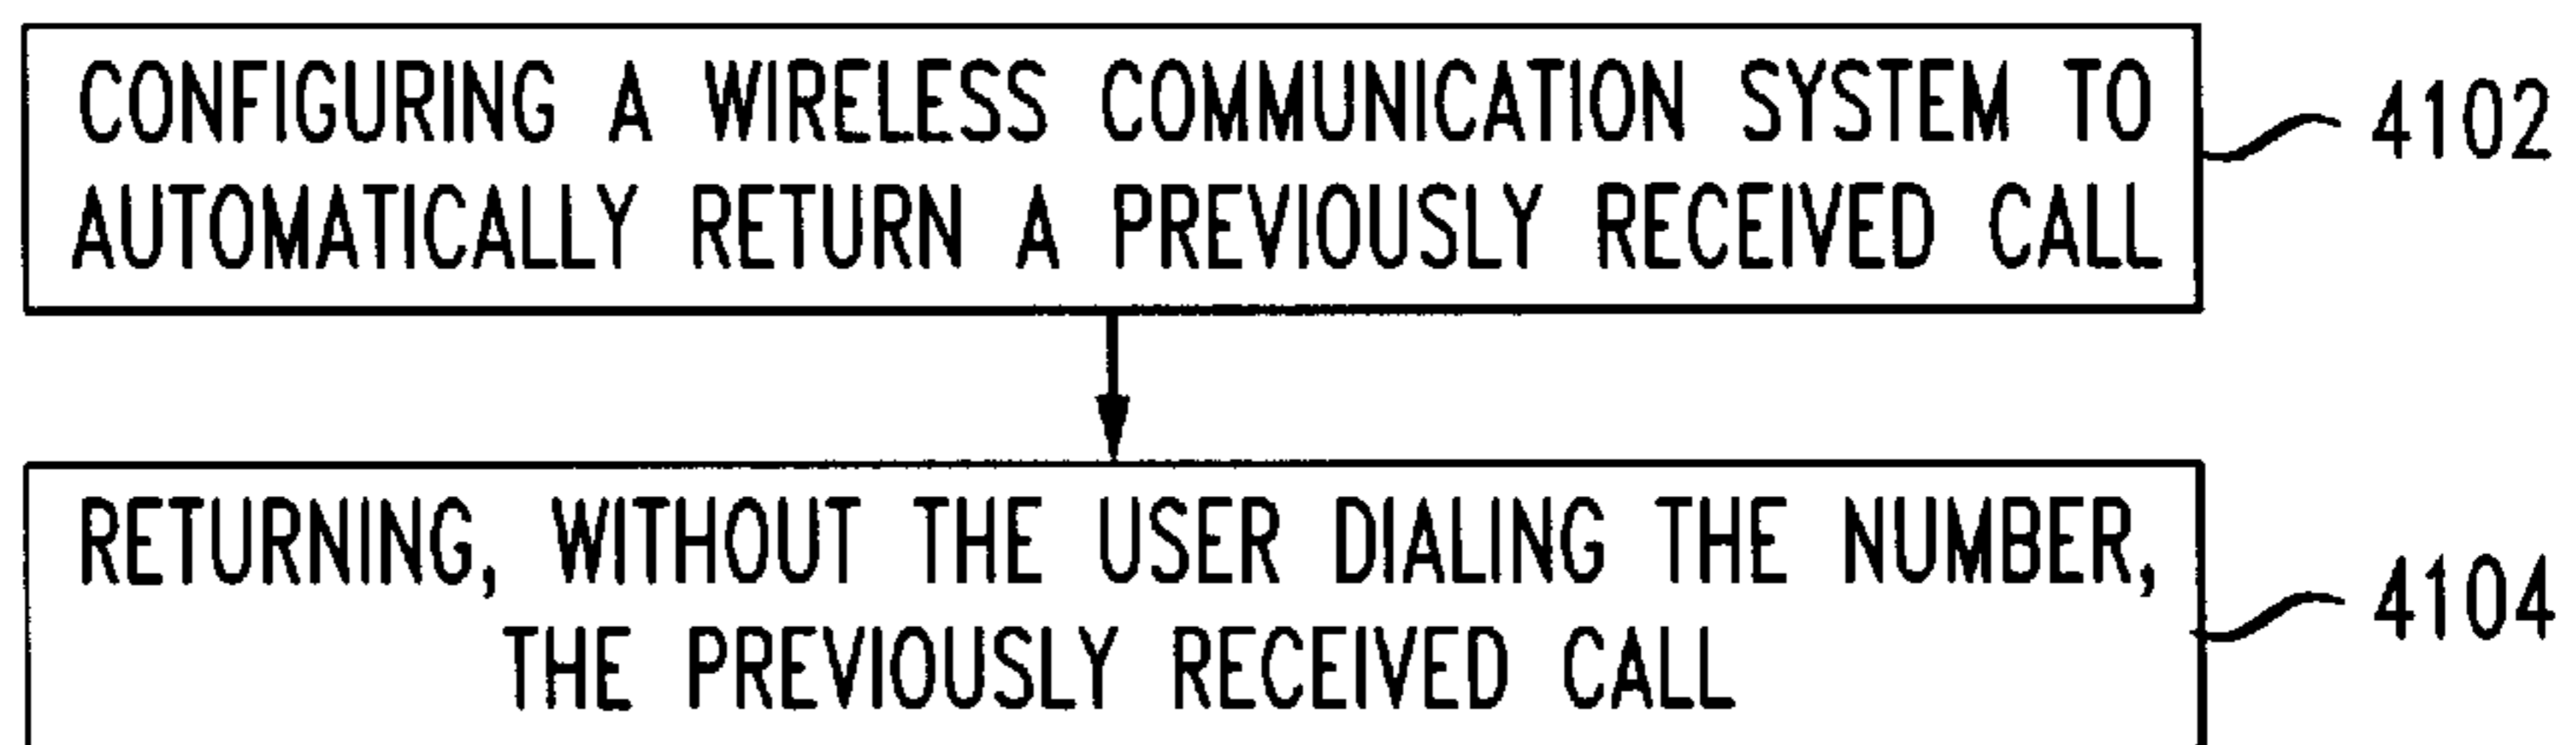 CONFIGURING A WIRELESS COMMUNICATION SYSTEM TO
AUTOMATICALLY RETURN A PREVIOUSLY RECEIVED CALL
4102
RETURNING, WITHOUT THE USER DIALING THE NUMBER,
THE PREVIOUSLY RECEIVED CALL
4104